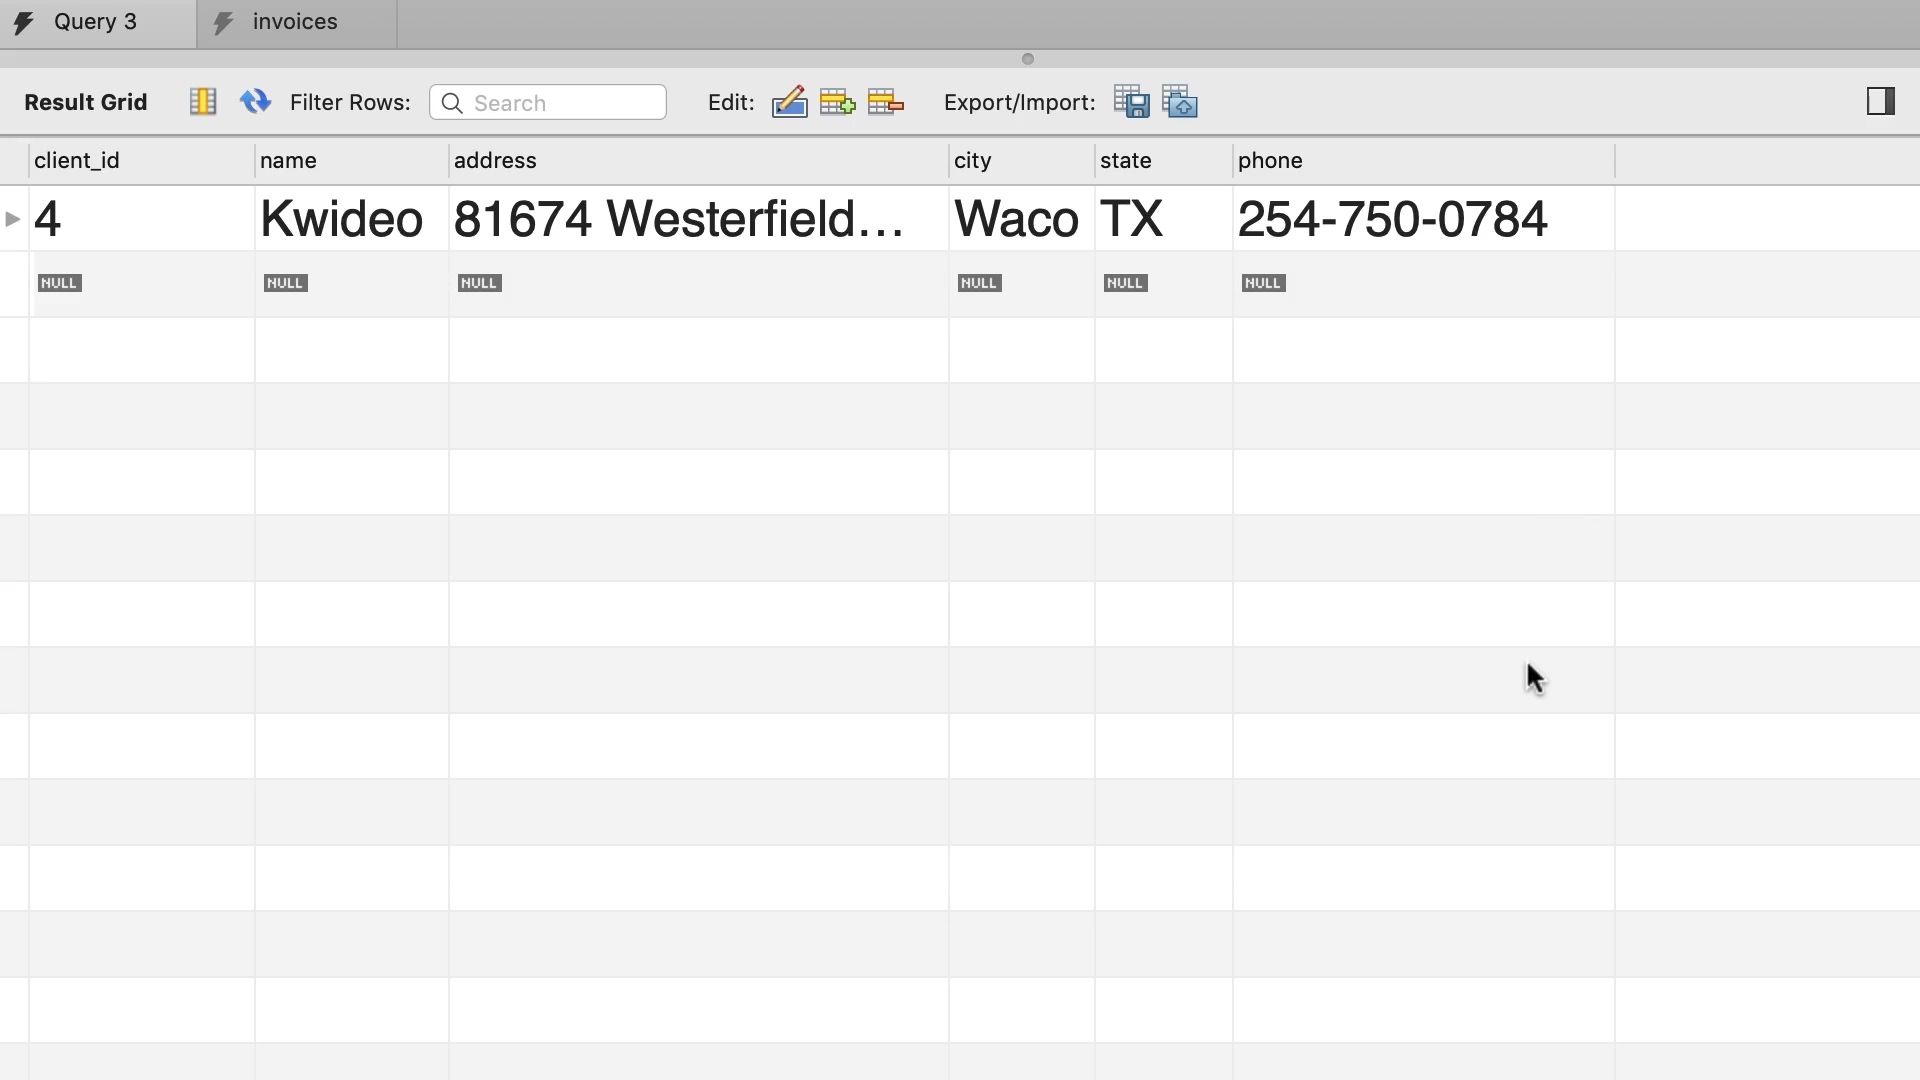 Query 3 invoices
Result Grid Filter Rows: Search Edit: Export/Import:
client_id name address city state phone
4 Kwideo 81674 Westerfield... Waco TX 254-750-0784
NULL NULL NULL NULL NULL NULL